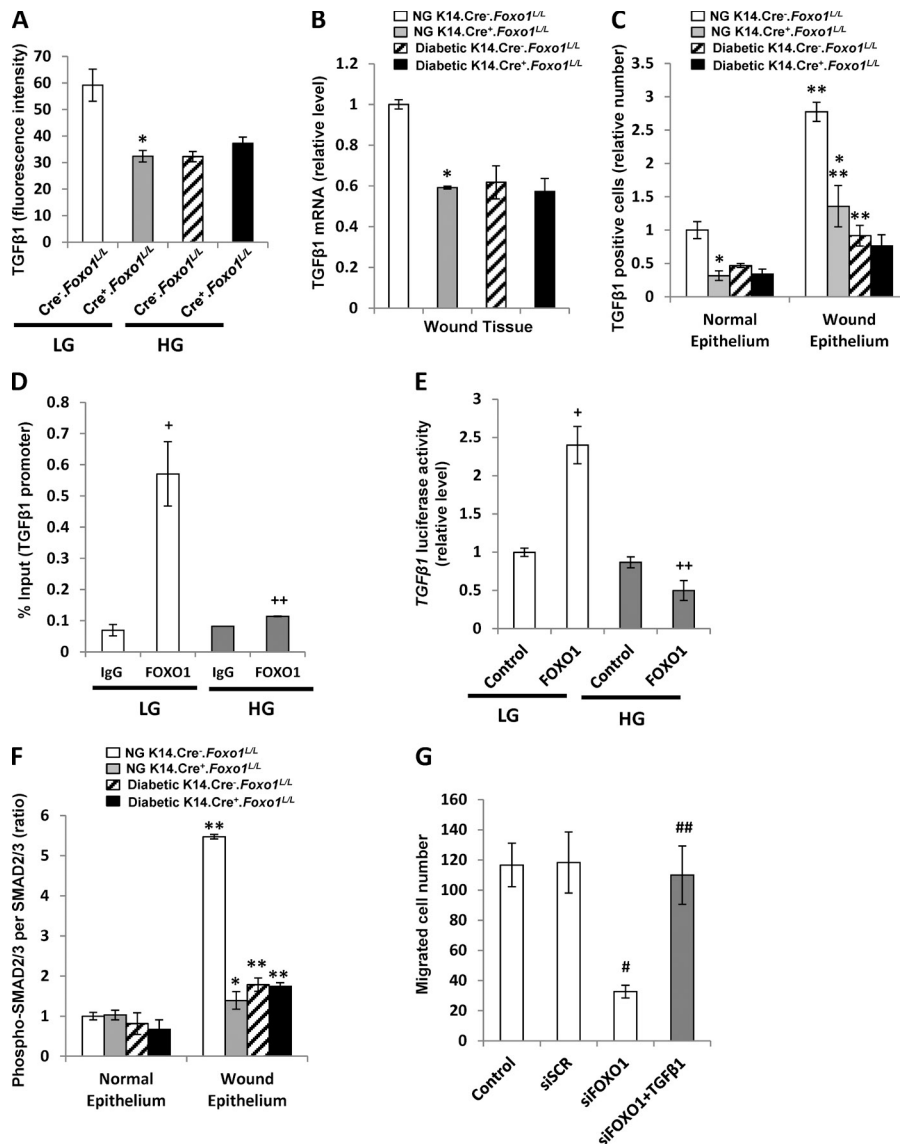 A
TGFβ1 (fluorescence intensity)
70
60
50
40
30
20
10
0
*
Cre⁻.Foxo1ᴸ/ᴸ
Cre⁺.Foxo1ᴸ/ᴸ
Cre⁻.Foxo1ᴸ/ᴸ
Cre⁺.Foxo1ᴸ/ᴸ
LG
HG
B
NG K14.Cre⁻.Foxo1ᴸ/ᴸ
NG K14.Cre⁺.Foxo1ᴸ/ᴸ
Diabetic K14.Cre⁻.Foxo1ᴸ/ᴸ
Diabetic K14.Cre⁺.Foxo1ᴸ/ᴸ
TGFβ1 mRNA (relative level)
1.2
1
0.8
0.6
0.4
0.2
0
*
Wound Tissue
C
NG K14.Cre⁻.Foxo1ᴸ/ᴸ
NG K14.Cre⁺.Foxo1ᴸ/ᴸ
Diabetic K14.Cre⁻.Foxo1ᴸ/ᴸ
Diabetic K14.Cre⁺.Foxo1ᴸ/ᴸ
TGFβ1 positive cells (relative number)
3.5
3
2.5
2
1.5
1
0.5
0
*
**
*
**
**
Normal
Epithelium
Wound
Epithelium
D
% Input (TGFβ1 promoter)
0.8
0.7
0.6
0.5
0.4
0.3
0.2
0.1
0
+
++
IgG
FOXO1
IgG
FOXO1
LG
HG
E
TGFβ1 luciferase activity
(relative level)
3
2.5
2
1.5
1
0.5
0
+
++
Control
FOXO1
Control
FOXO1
LG
HG
F
NG K14.Cre⁻.Foxo1ᴸ/ᴸ
NG K14.Cre⁺.Foxo1ᴸ/ᴸ
Diabetic K14.Cre⁻.Foxo1ᴸ/ᴸ
Diabetic K14.Cre⁺.Foxo1ᴸ/ᴸ
Phospho-SMAD2/3 per SMAD2/3 (ratio)
6
5
4
3
2
1
0
**
*
**
**
Normal
Epithelium
Wound
Epithelium
G
Migrated cell number
160
140
120
100
80
60
40
20
0
#
##
Control
siSCR
siFOXO1
siFOXO1+TGFβ1